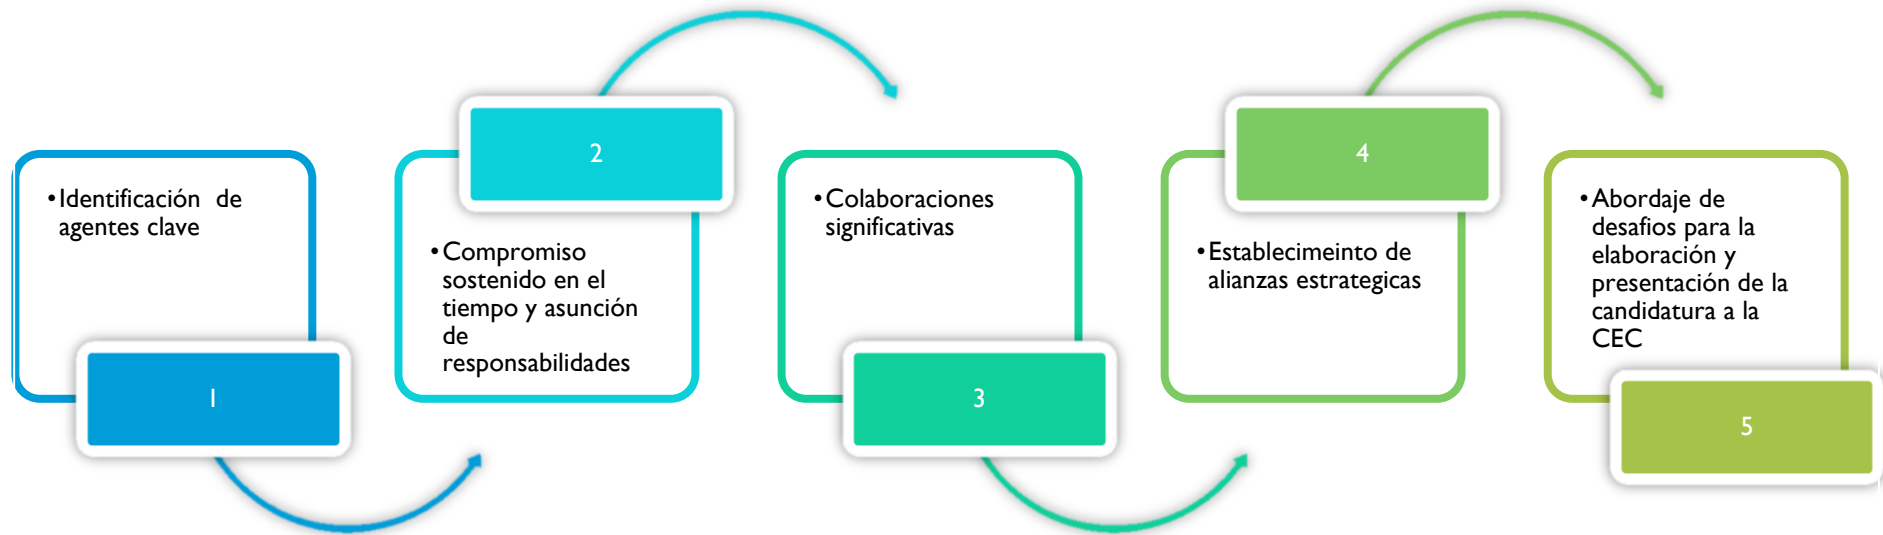 •Identificación de
agentes clave
1
2
•Compromiso
sostenido en el
tiempo y asunción
de
responsabilidades
•Colaboraciones
significativas
3
4
•Establecimeinto de
alianzas estrategicas
•Abordaje de
desafios para la
elaboración y
presentación de la
candidatura a la
CEC
5